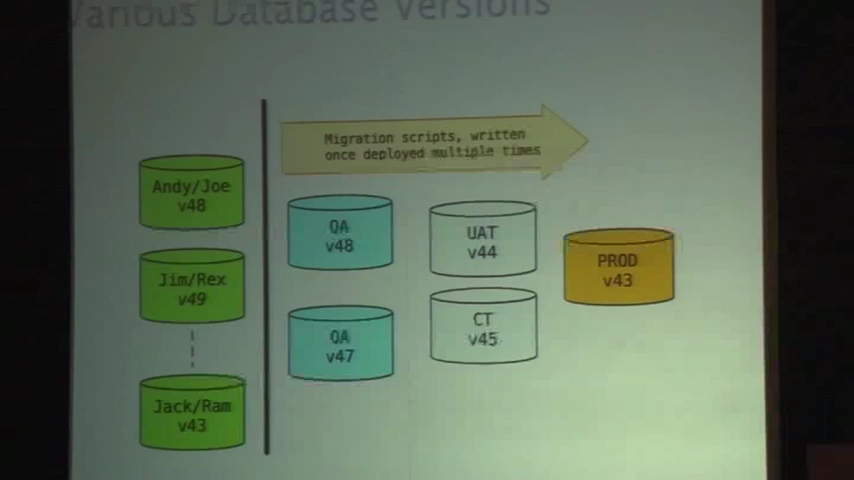 Various Database Versions
Migration scripts, written
once deployed multiple times
Andy/Joe
v48
QA
v48
UAT
v44
PROD
v43
Jim/Rex
v49
QA
v47
CT
v45
Jack/Ram
v43